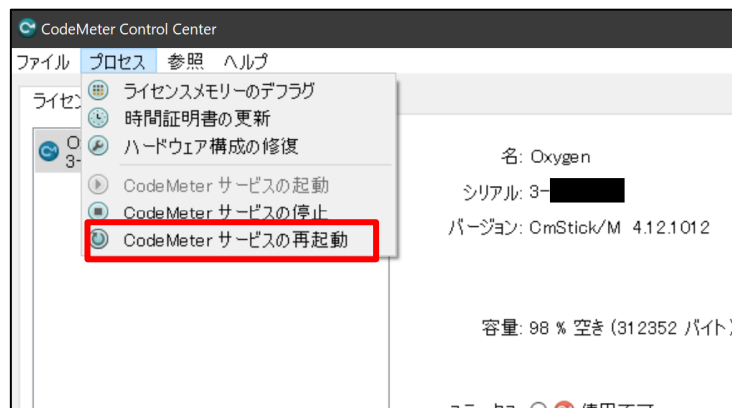 CodeMeter Control Center
ファイル プロセス 参照 ヘルプ
ライセン
ライセンスメモリーのデフラグ
時間証明書の更新
ハードウェア構成の修復
CodeMeter サービスの起動
CodeMeter サービスの停止
CodeMeter サービスの再起動
O
3-
名: Oxygen
シリアル: 3-
バージョン: CmStick/M 4.12.1012
容量: 98 % 空き (312352 バイト)